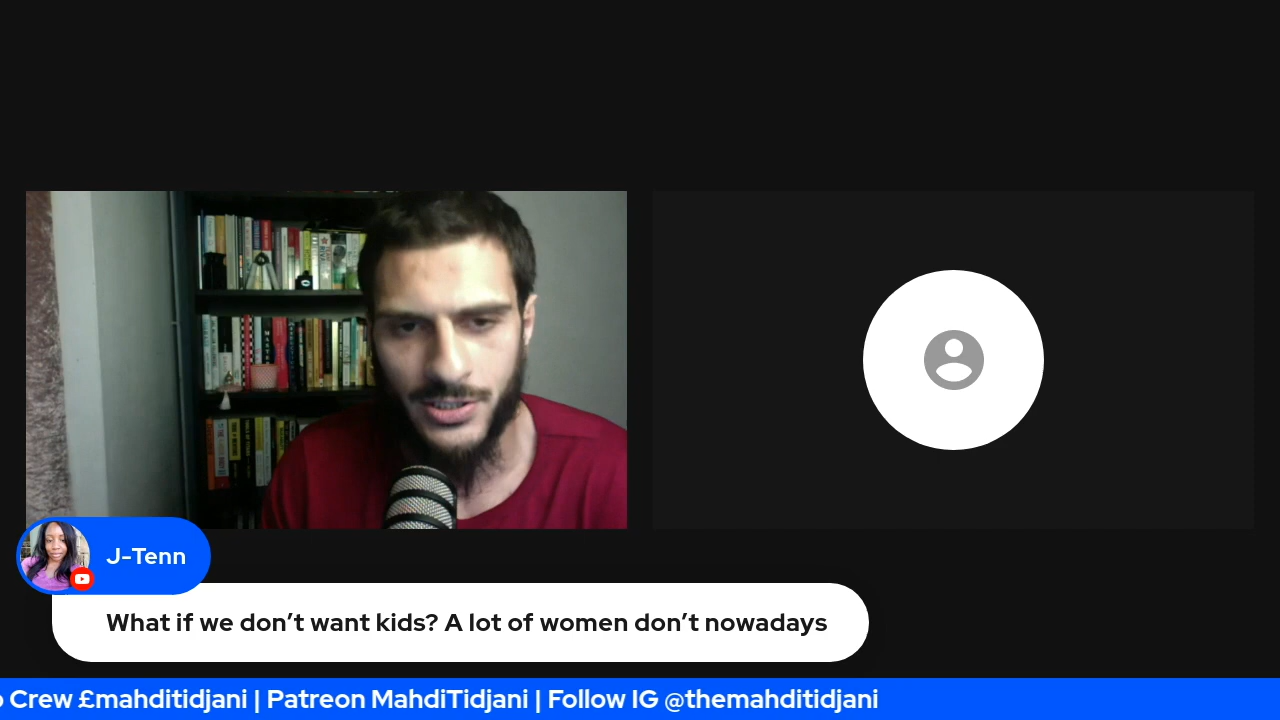 J-Tenn
What if we don’t want kids? A lot of women don’t nowadays
Crew £mahditidjani | Patreon MahdiTidjani | Follow IG @themahditidjani